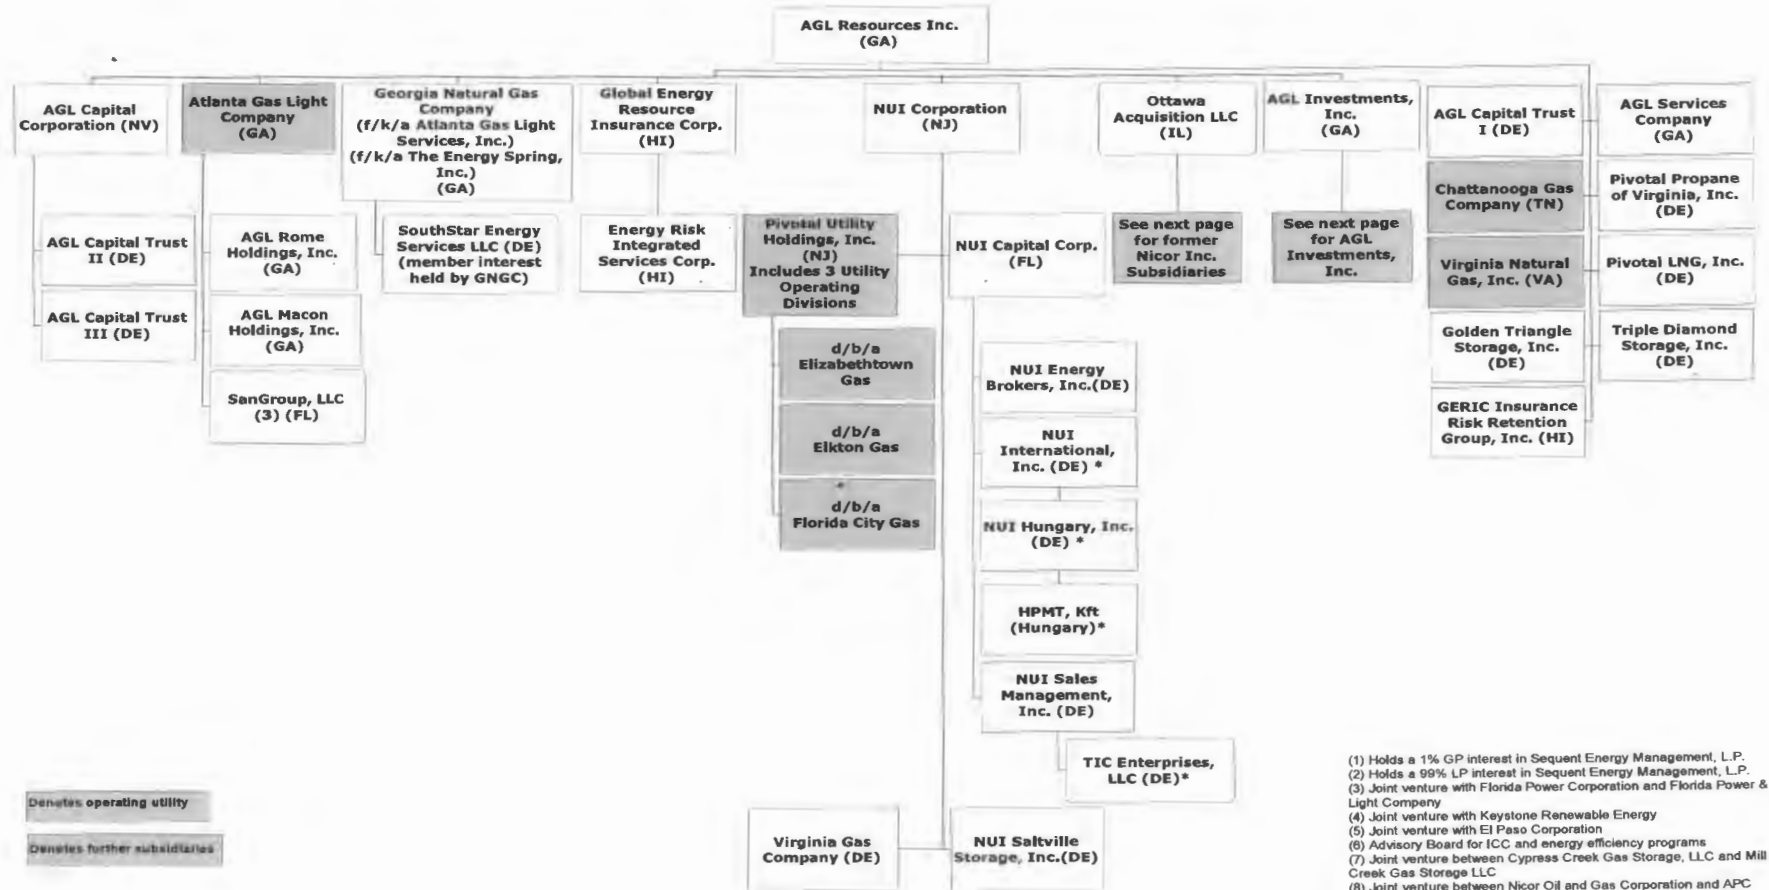 AGL Resources Inc.
(GA)
AGL Capital
Corporation (NV)
Atlanta Gas Light
Company
(GA)
Georgia Natural Gas
Company
(f/k/a Atlanta Gas Light
Services, Inc.)
(f/k/a The Energy Spring,
Inc.)
(GA)
Global Energy
Resource
Insurance Corp.
(HI)
NUI Corporation
(NJ)
Ottawa
Acquisition LLC
(IL)
AGL Investments,
Inc.
(GA)
AGL Capital Trust
I (DE)
AGL Services
Company
(GA)
Chattanooga Gas
Company (TN)
Pivotal Propane
of Virginia, Inc.
(DE)
AGL Capital Trust
II (DE)
AGL Rome
Holdings, Inc.
(GA)
SouthStar Energy
Services LLC (DE)
(member interest
held by GNGC)
Energy Risk
Integrated
Services Corp.
(HI)
Pivotal Utility
Holdings, Inc.
(NJ)
Includes 3 Utility
Operating
Divisions
NUI Capital Corp.
(FL)
See next page
for former
Nicor Inc.
Subsidiaries
See next page
for AGL
Investments,
Inc.
Virginia Natural
Gas, Inc. (VA)
Pivotal LNG, Inc.
(DE)
AGL Capital Trust
III (DE)
AGL Macon
Holdings, Inc.
(GA)
Golden Triangle
Storage, Inc.
(DE)
Triple Diamond
Storage, Inc.
(DE)
SanGroup, LLC
(3) (FL)
d/b/a
Elizabethtown
Gas
NUI Energy
Brokers, Inc.(DE)
GERIC Insurance
Risk Retention
Group, Inc. (HI)
d/b/a
Elkton Gas
NUI
International,
Inc. (DE) *
d/b/a
Florida City Gas
NUI Hungary, Inc.
(DE) *
HPMT, Kft
(Hungary)*
NUI Sales
Management,
Inc. (DE)
TIC Enterprises,
LLC (DE)*
Denotes operating utility
Denotes further subsidiaries
Virginia Gas
Company (DE)
NUI Saltville
Storage, Inc.(DE)
(1) Holds a 1% GP interest in Sequent Energy Management, L.P.
(2) Holds a 99% LP interest in Sequent Energy Management, L.P.
(3) Joint venture with Florida Power Corporation and Florida Power &
Light Company
(4) Joint venture with Keystone Renewable Energy
(5) Joint venture with El Paso Corporation
(6) Advisory Board for ICC and energy efficiency programs
(7) Joint venture between Cypress Creek Gas Storage, LLC and Mill
Creek Gas Storage LLC
(8) Joint venture between Nicor Oil and Gas Corporation and APC